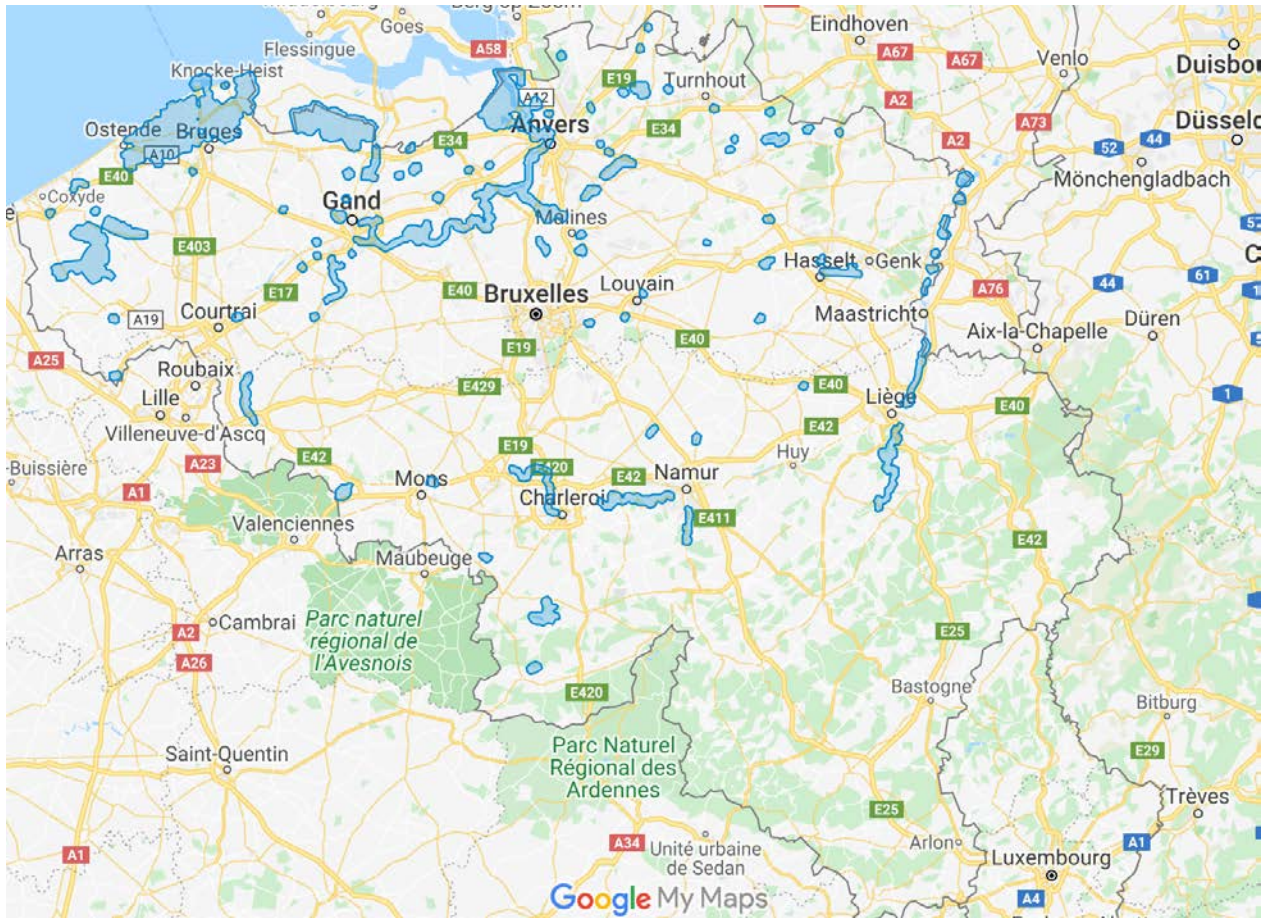 Berg op Zoom
Goes
Flessingue
A58
Knocke-Heist
E19
A12
Anvers
Turnhout
Eindhoven
A67
A67
Venlo
A2
A73
Ostende
Bruges
A10
E34
E34
A2
52
44
Mönchengladbach
E40
Coxyde
Gand
Malines
E403
E17
E40
Bruxelles
Louvain
Hasselt
Genk
61
A76
44
Courtrai
A19
Maastricht
Aix-la-Chapelle
Düren
E19
E40
A25
Roubaix
Lille
Villeneuve-d'Ascq
E429
E40
Liège
E40
1
A23
E42
E19
E420
E42
E42
Huy
Namur
Mons
Charleroi
E411
A1
Valenciennes
Arras
Maubeuge
E42
Parc naturel
régional de
l'Avesnois
A2
Cambrai
A26
E25
E420
Bastogne
Bitburg
Saint-Quentin
Parc Naturel
Régional des
Ardennes
E29
Trèves
E25
A1
A34
Unité urbaine
de Sedan
Arlon
A1
Luxembourg
A4
Google My Maps